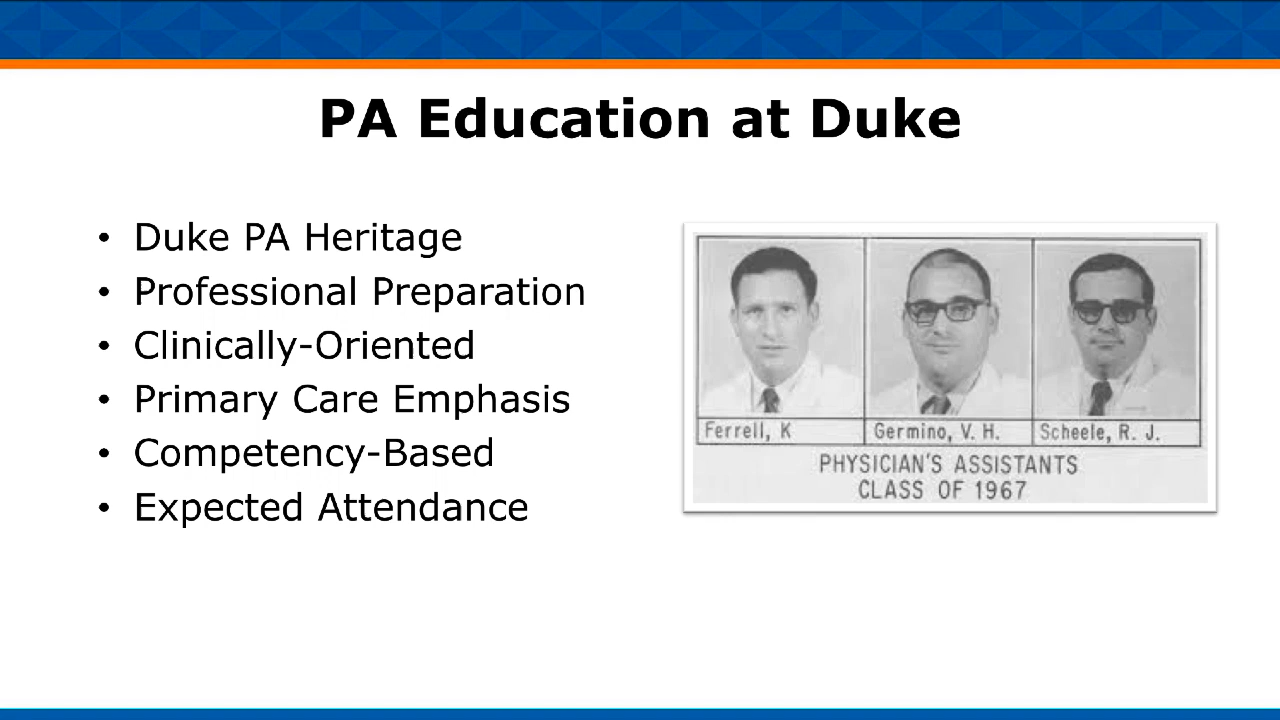 PA Education at Duke
• Duke PA Heritage
• Professional Preparation
• Clinically-Oriented
• Primary Care Emphasis
• Competency-Based
• Expected Attendance
Ferrell, K
Germino, V. H.
Scheele, R. J.
PHYSICIAN'S ASSISTANTS
CLASS OF 1967